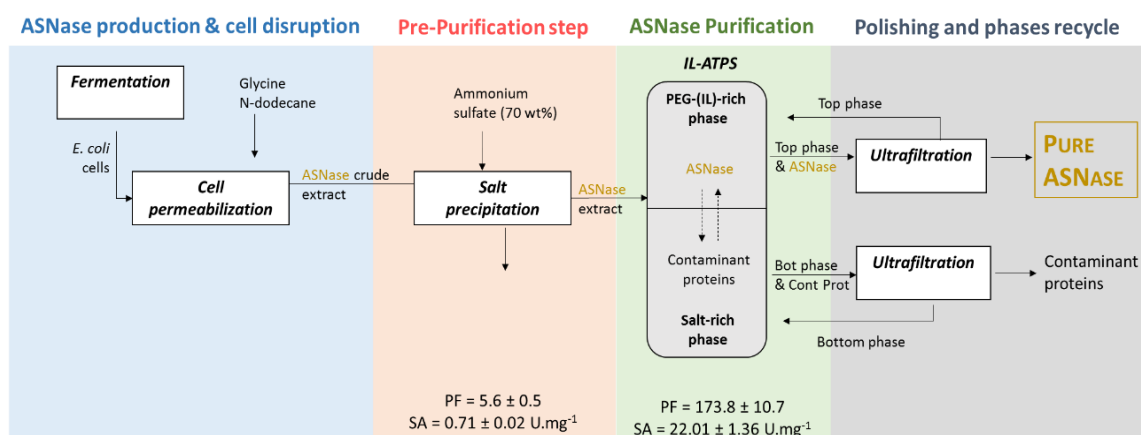 ASNase production & cell disruption
Fermentation
Glycine
N-dodecane
E. coli
cells
Cell
permeabilization
ASNase crude
extract
Pre-Purification step
Ammonium
sulfate (70 wt%)
Salt
precipitation
ASNase
extract
PF = 5.6 ± 0.5
SA = 0.71 ± 0.02 U.mg⁻¹
ASNase Purification
IL-ATPS
PEG-(IL)-rich
phase
ASNase
Contaminant
proteins
Salt-rich
phase
Top phase
& ASNase
Bot phase
& Cont Prot
PF = 173.8 ± 10.7
SA = 22.01 ± 1.36 U.mg⁻¹
Polishing and phases recycle
Top phase
Ultrafiltration
PURE
ASNASE
Ultrafiltration
Contaminant
proteins
Bottom phase